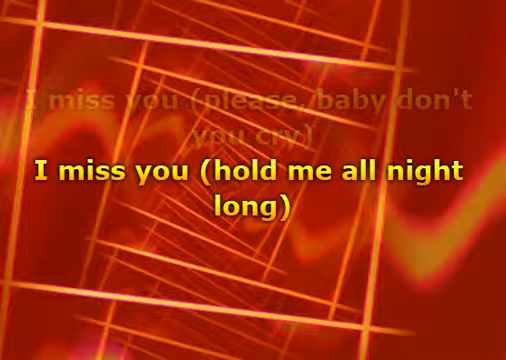 I miss you (please, baby don't
you cry)
I miss you (hold me all night
long)